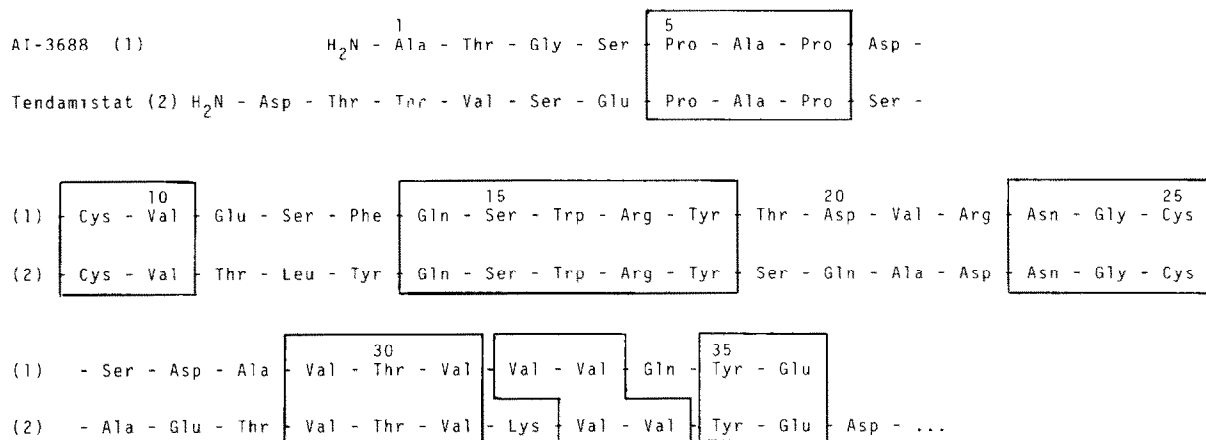 1 5
AI-3688 (1) H2N - Ala - Thr - Gly - Ser - Pro - Ala - Pro - Asp -
Tendamistat (2) H2N - Asp - Thr - Thr - Val - Ser - Glu - Pro - Ala - Pro - Ser -
10 15 20 25
(1) - Cys - Val - Glu - Ser - Phe - Gln - Ser - Trp - Arg - Tyr - Thr - Asp - Val - Arg - Asn - Gly - Cys
(2) - Cys - Val - Thr - Leu - Tyr - Gln - Ser - Trp - Arg - Tyr - Ser - Gln - Ala - Asp - Asn - Gly - Cys
30 35
(1) - Ser - Asp - Ala - Val - Thr - Val - Val - Val - Gln - Tyr - Glu
(2) - Ala - Glu - Thr - Val - Thr - Val - Lys - Val - Val - Tyr - Glu - Asp - ...